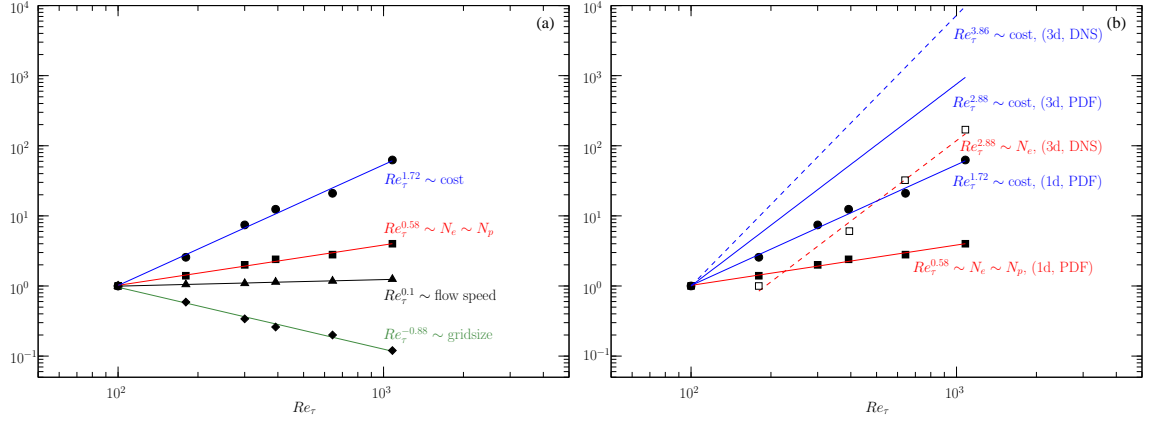 (a)
10^4
10^3
10^2
10^1
10^0
10^{-1}
Re_τ^{1.72} ∼ cost
Re_τ^{0.58} ∼ N_e ∼ N_p
Re_τ^{0.1} ∼ flow speed
Re_τ^{-0.88} ∼ gridsize
10^2
10^3
Re_τ
(b)
10^4
10^3
10^2
10^1
10^0
10^{-1}
Re_τ^{3.86} ∼ cost, (3d, DNS)
Re_τ^{2.88} ∼ cost, (3d, PDF)
Re_τ^{2.88} ∼ N_e, (3d, DNS)
Re_τ^{1.72} ∼ cost, (1d, PDF)
Re_τ^{0.58} ∼ N_e ∼ N_p, (1d, PDF)
10^2
10^3
Re_τ